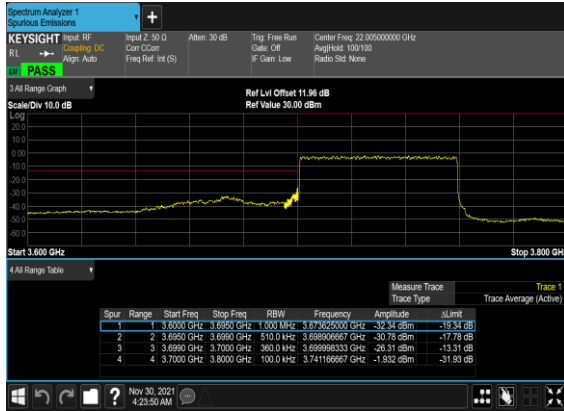 Spectrum Analyzer 1
Spurious Emissions
+
KEYSIGHT Input: RF Input Z: 50 Ω Atten: 30 dB Trig: Free Run Center Freq: 22.005000000 GHz
RL Coupling: DC Corr CCorr Gate: Off Avg|Hold: 100/100
Align: Auto Freq Ref: Int (S) IF Gain: Low Radio Std: None
PASS
3 All Range Graph
Ref Lvl Offset 11.96 dB
Scale/Div 10.0 dB Ref Value 30.00 dBm
Log
20.0
10.0
0.00
-10.0
-20.0
-30.0
-40.0
-50.0
-60.0
Start 3.600 GHz Stop 3.800 GH
4 All Range Table
Measure Trace Trace 1
Trace Type Trace Average (Active)
Spur Range Start Freq Stop Freq RBW Frequency Amplitude ΔLimit
1 1 3.6000 GHz 3.6950 GHz 1.000 MHz 3.673625000 GHz -32.34 dBm -19.34 dB
2 2 3.6950 GHz 3.6990 GHz 510.0 kHz 3.698906667 GHz -30.78 dBm -17.78 dB
3 3 3.6990 GHz 3.7000 GHz 360.0 kHz 3.699998333 GHz -26.31 dBm -13.31 dB
4 4 3.7000 GHz 3.8000 GHz 100.0 kHz 3.741166667 GHz -1.932 dBm -31.93 dB
? Nov 30, 2021
4:23:50 AM